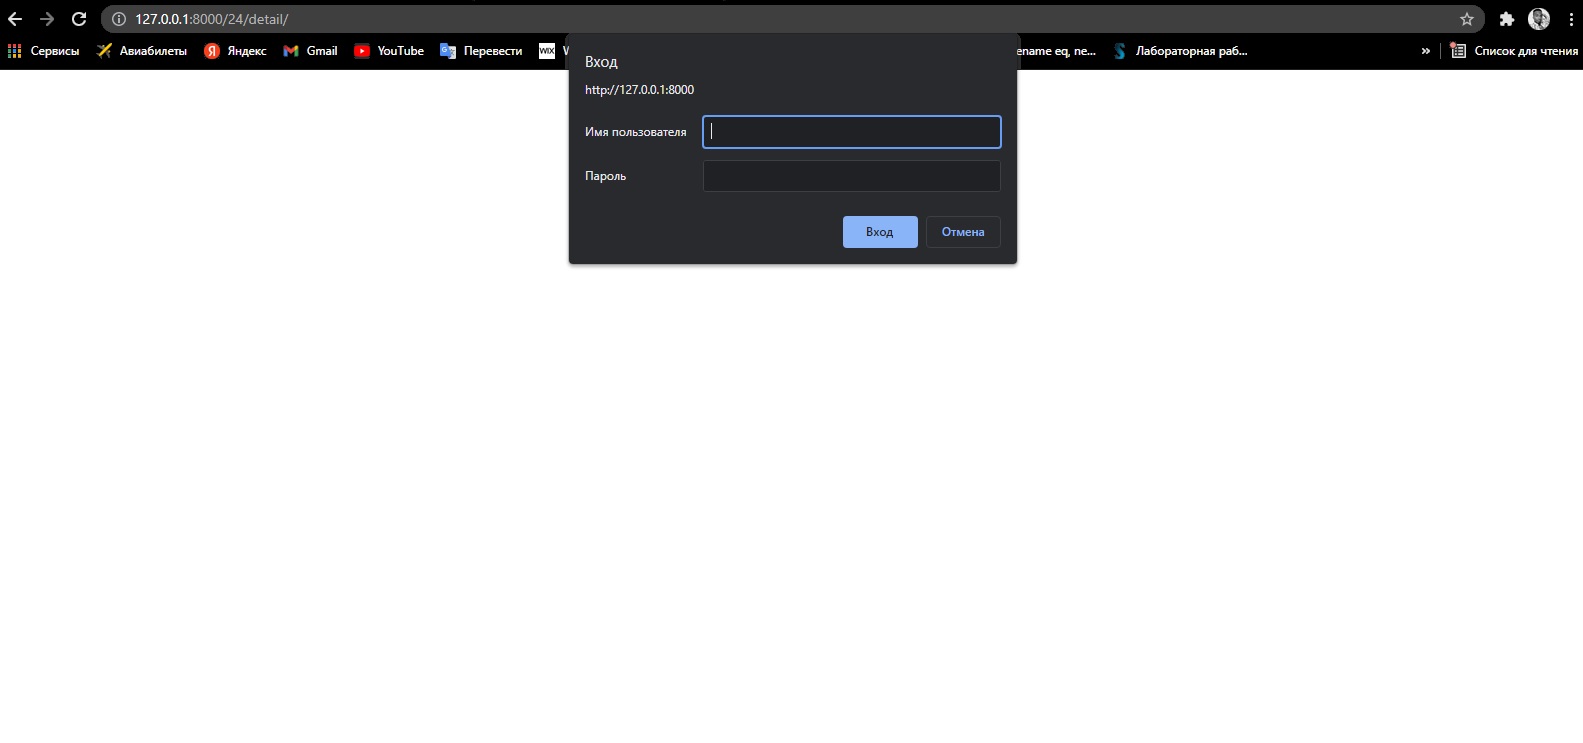 127.0.0.1:8000/24/detail/
Сервисы Авиабилеты Яндекс Gmail YouTube Перевести WIX ename eq, ne... Лабораторная раб... » Список для чтения
Вход
http://127.0.0.1:8000
Имя пользователя
Пароль
Вход Отмена